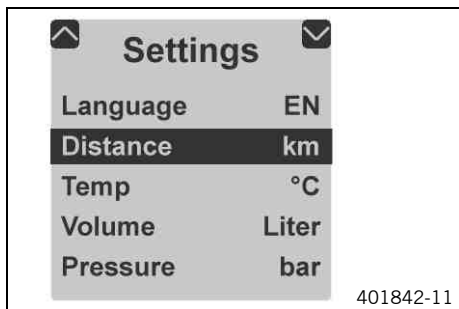 Settings
Language EN
Distance km
Temp °C
Volume Liter
Pressure bar
401842-11